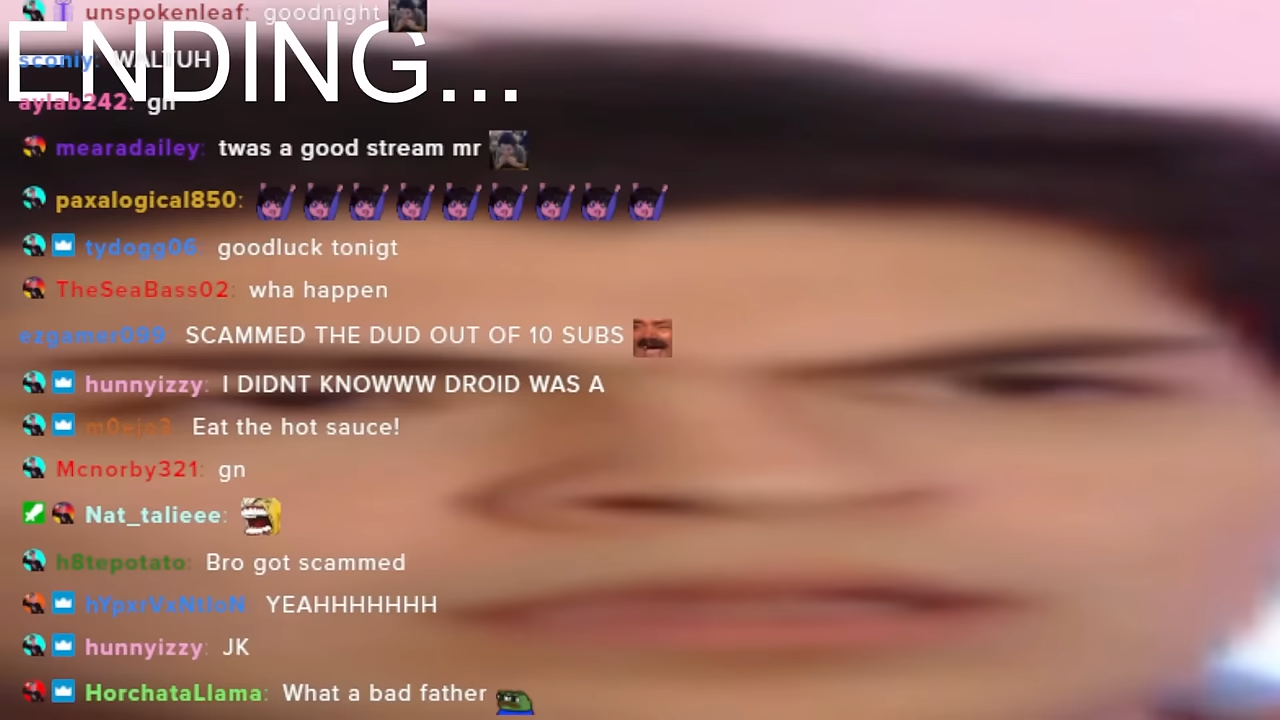 unspokenleaf: goodnight
ENDING...
sconiy: WALTUH
aylab242: gn
mearadailey: twas a good stream mr
paxalogical850:
tydogg06: goodluck tonigt
TheSeaBass02: wha happen
ezgamer099: SCAMMED THE DUD OUT OF 10 SUBS
hunnyizzy: I DIDNT KNOWWW DROID WAS A
Eat the hot sauce!
Mcnorby321: gn
Nat_talieee:
h8tepotato: Bro got scammed
hYpxrVxNtIoN: YEAHHHHHHH
hunnyizzy: JK
HorchataLlama: What a bad father